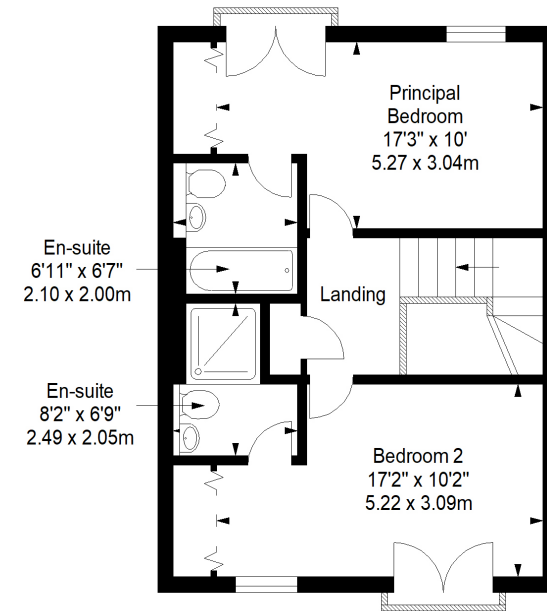 Principal
Bedroom
17'3" x 10'
5.27 x 3.04m
En-suite
6'11" x 6'7"
2.10 x 2.00m
Landing
En-suite
8'2" x 6'9"
2.49 x 2.05m
Bedroom 2
17'2" x 10'2"
5.22 x 3.09m